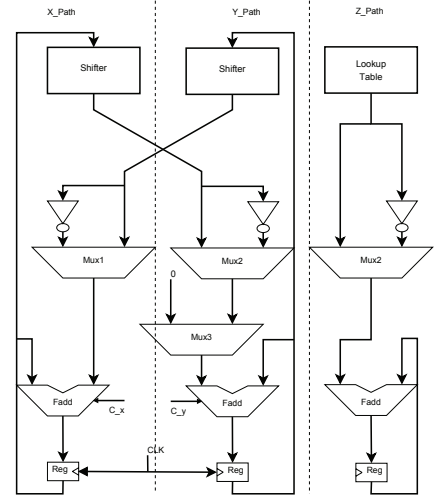 X_Path Y_Path Z_Path
Shifter Shifter Lookup
Table
Mux1 Mux2 Mux2
0
Mux3
Fadd Fadd Fadd
C_x C_y
CLK
Reg Reg Reg